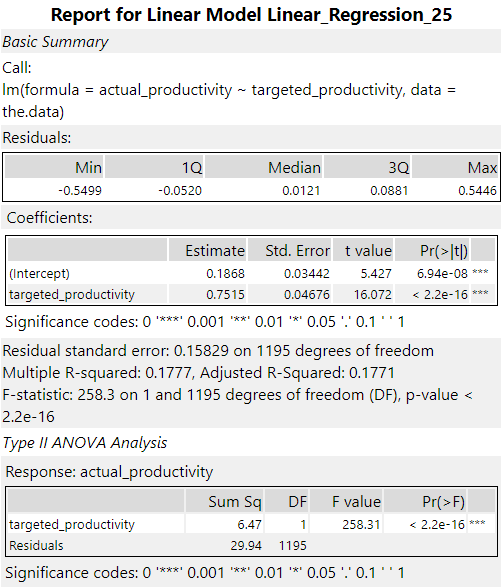 Report for Linear Model Linear_Regression_25
Basic Summary
Call:
lm(formula = actual_productivity ~ targeted_productivity, data =
the.data)
Residuals:
Min 1Q Median 3Q Max
-0.5499 -0.0520 0.0121 0.0881 0.5446
Coefficients:
Estimate Std. Error t value Pr(>|t|)
(Intercept) 0.1868 0.03442 5.427 6.94e-08 ***
targeted_productivity 0.7515 0.04676 16.072 < 2.2e-16 ***
Significance codes: 0 '***' 0.001 '**' 0.01 '*' 0.05 '.' 0.1 ' ' 1
Residual standard error: 0.15829 on 1195 degrees of freedom
Multiple R-squared: 0.1777, Adjusted R-Squared: 0.1771
F-statistic: 258.3 on 1 and 1195 degrees of freedom (DF), p-value <
2.2e-16
Type II ANOVA Analysis
Response: actual_productivity
Sum Sq DF F value Pr(>F)
targeted_productivity 6.47 1 258.31 < 2.2e-16 ***
Residuals 29.94 1195
Significance codes: 0 '***' 0.001 '**' 0.01 '*' 0.05 '.' 0.1 ' ' 1